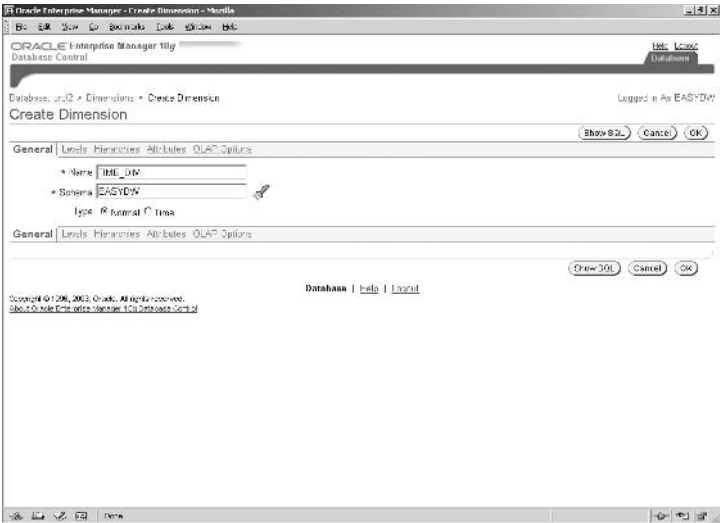 Oracle Enterprise Manager - Create Dimension - Mozilla
File Edit View Go Bookmarks Tools Window Help
ORACLE Enterprise Manager 10g
Database Control
Help Logout
Database
Database: orcl2 > Dimensions > Create Dimension
Logged in As EASYDW
Create Dimension
Show SQL Cancel OK
General Levels Hierarchies Attributes OLAP Options
* Name TIME_DIM
* Schema EASYDW
Type Normal Time
General Levels Hierarchies Attributes OLAP Options
Show SQL Cancel OK
Database | Help | Logout
Copyright © 1996, 2003, Oracle. All rights reserved.
About Oracle Enterprise Manager 10g Database Control
Done